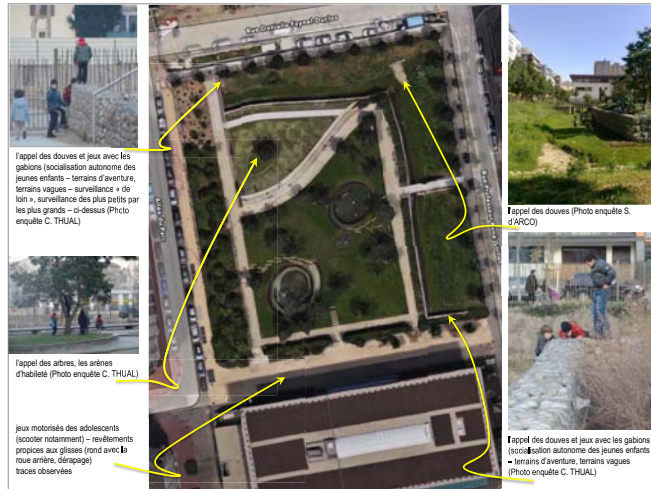 Rue Danielle Faynel Duclos
l'appel des douves et jeux avec les
gabions (socialisation autonome des
jeunes enfants – terrains d'aventure,
terrains vagues – surveillance « de
loin », surveillance des plus petits par
les plus grands – ci-dessus (Photo
enquête C. THUAL)
l'appel des arbres, les arènes
d'habileté (Photo enquête C. THUAL)
jeux motorisés des adolescents
(scooter notamment) – revêtements
propices aux glisses (rond avec la
roue arrière, dérapage)
traces observées
l'appel des douves (Photo enquête S.
d'ARCO)
l'appel des douves et jeux avec les gabions
(socialisation autonome des jeunes enfants
– terrains d'aventure, terrains vagues
(Photo enquête C. THUAL)